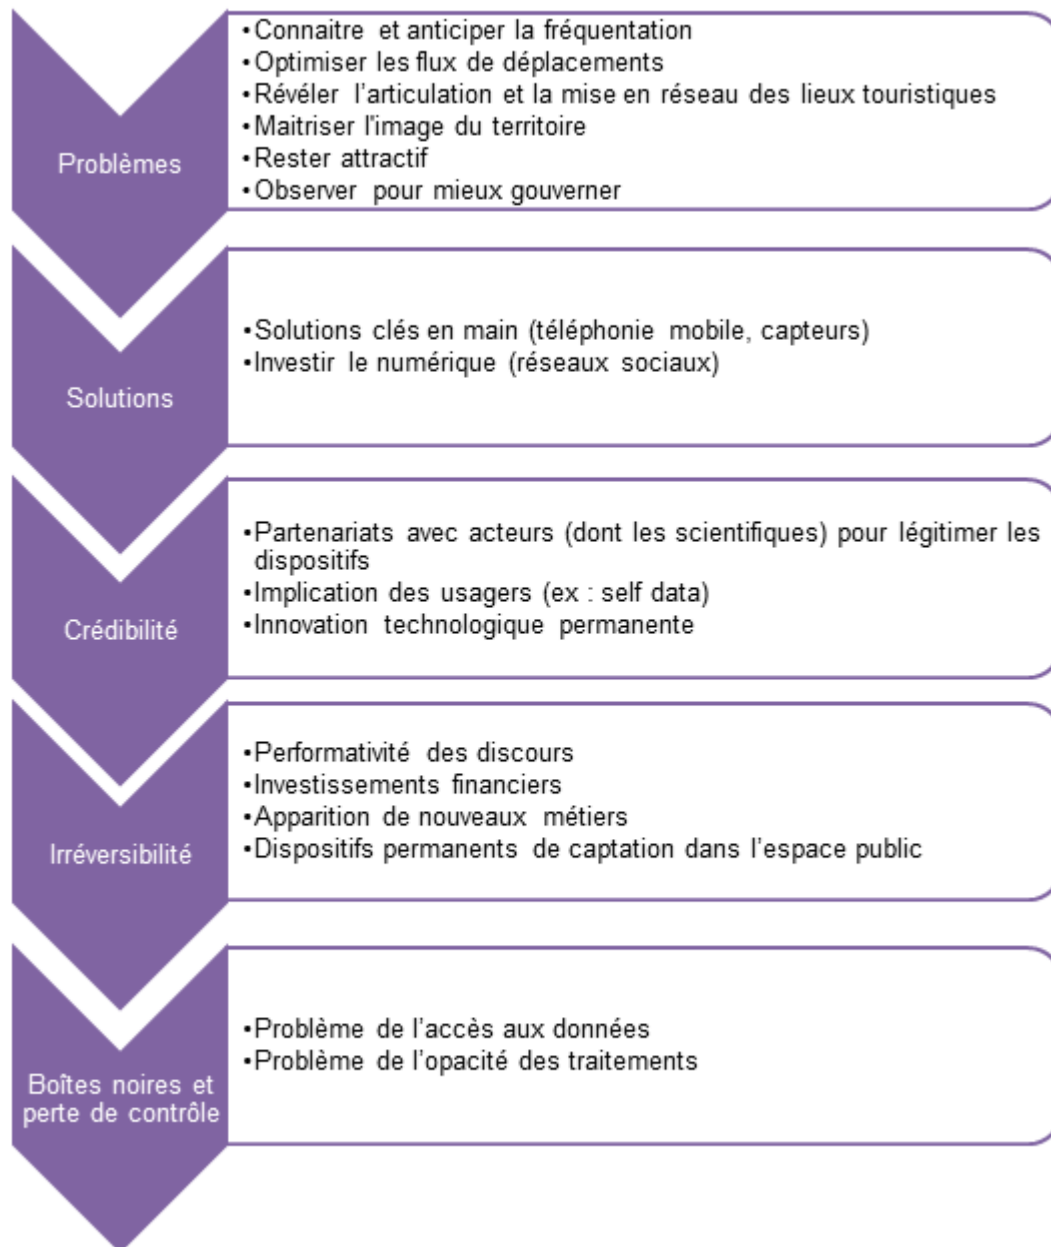 Problèmes
•Connaitre et anticiper la fréquentation
•Optimiser les flux de déplacements
•Révéler l'articulation et la mise en réseau des lieux touristiques
•Maitriser l'image du territoire
•Rester attractif
•Observer pour mieux gouverner
Solutions
•Solutions clés en main (téléphonie mobile, capteurs)
•Investir le numérique (réseaux sociaux)
Crédibilité
•Partenariats avec acteurs (dont les scientifiques) pour légitimer les
dispositifs
•Implication des usagers (ex : self data)
•Innovation technologique permanente
Irréversibilité
•Performativité des discours
•Investissements financiers
•Apparition de nouveaux métiers
•Dispositifs permanents de captation dans l'espace public
Boîtes noires et
perte de contrôle
•Problème de l'accès aux données
•Problème de l'opacité des traitements